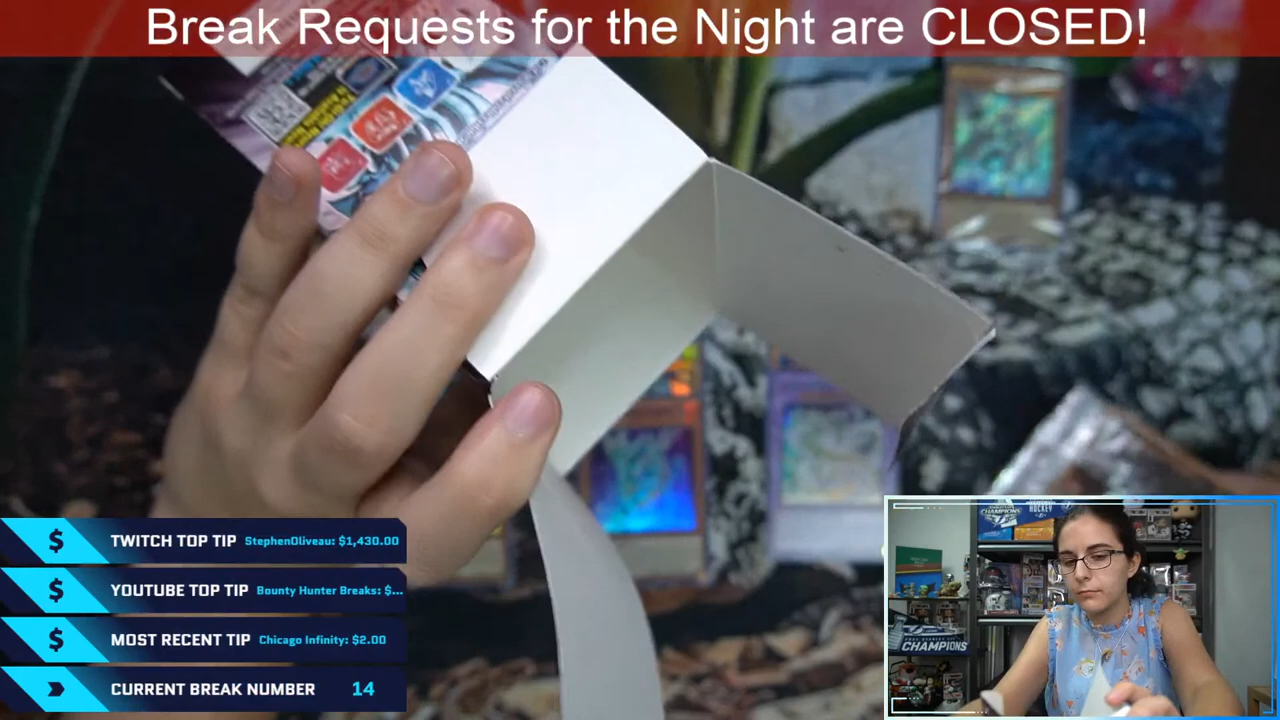 Break Requests for the Night are CLOSED!
$ TWITCH TOP TIP StephenOliveau: $1,430.00
$ YOUTUBE TOP TIP Bounty Hunter Breaks: $...
$ MOST RECENT TIP Chicago Infinity: $2.00
CURRENT BREAK NUMBER 14
CHAMPIONS
HOCKEY
CHAMPIONS